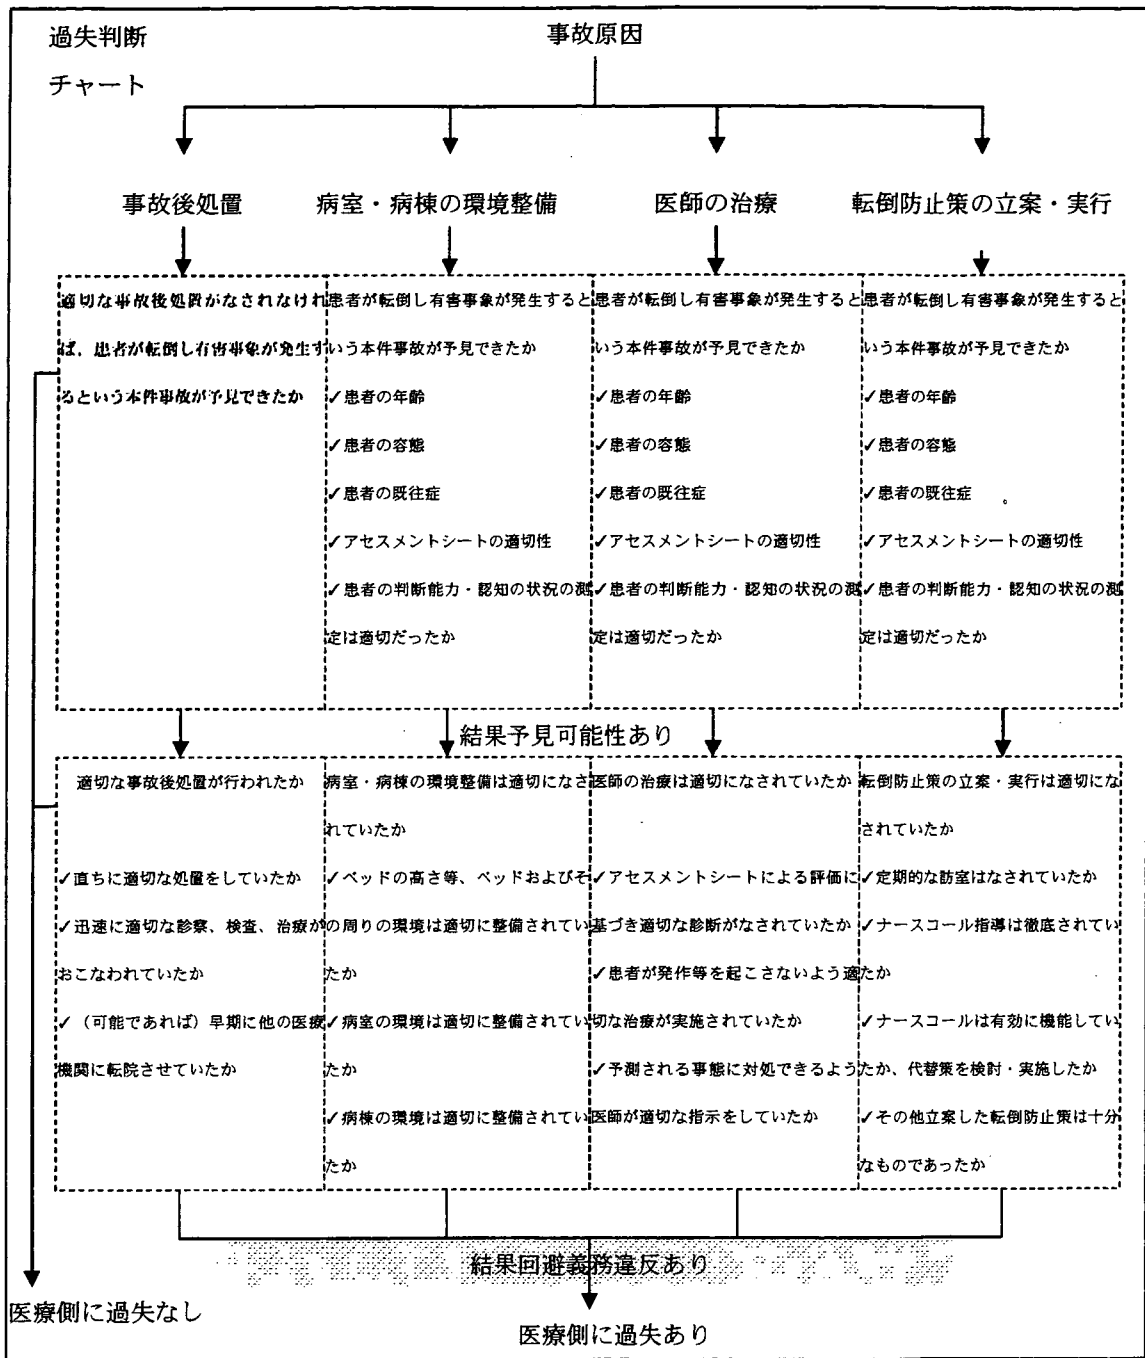 過失判断
チャート
事故原因
事故後処置
病室・病棟の環境整備
医師の治療
転倒防止策の立案・実行
適切な事故後処置がなされなけれ
ば、患者が転倒し有害事象が発生す
るという本件事故が予見できたか
患者が転倒し有害事象が発生すると
いう本件事故が予見できたか
✓患者の年齢
✓患者の容態
✓患者の既往症
✓アセスメントシートの適切性
✓患者の判断能力・認知の状況の測
定は適切だったか
患者が転倒し有害事象が発生すると
いう本件事故が予見できたか
✓患者の年齢
✓患者の容態
✓患者の既往症
✓アセスメントシートの適切性
✓患者の判断能力・認知の状況の測
定は適切だったか
患者が転倒し有害事象が発生すると
いう本件事故が予見できたか
✓患者の年齢
✓患者の容態
✓患者の既往症
✓アセスメントシートの適切性
✓患者の判断能力・認知の状況の測
定は適切だったか
結果予見可能性あり
適切な事故後処置が行われたか
✓直ちに適切な処置をしていたか
✓迅速に適切な診察、検査、治療が
おこなわれていたか
✓（可能であれば）早期に他の医療
機関に転院させていたか
病室・病棟の環境整備は適切になさ
れていたか
✓ベッドの高さ等、ベッドおよびそ
の周りの環境は適切に整備されてい
たか
✓病室の環境は適切に整備されてい
たか
✓病棟の環境は適切に整備されてい
たか
医師の治療は適切になされていたか
✓アセスメントシートによる評価に
基づき適切な診断がなされていたか
✓患者が発作等を起こさないよう適
切な治療が実施されていたか
✓予測される事態に対処できるよう
医師が適切な指示をしていたか
転倒防止策の立案・実行は適切にな
されていたか
✓定期的な訪室はなされていたか
✓ナースコール指導は徹底されてい
たか
✓ナースコールは有効に機能してい
たか、代替策を検討・実施したか
✓その他立案した転倒防止策は十分
なものであったか
結果回避義務違反あり
医療側に過失なし
医療側に過失あり